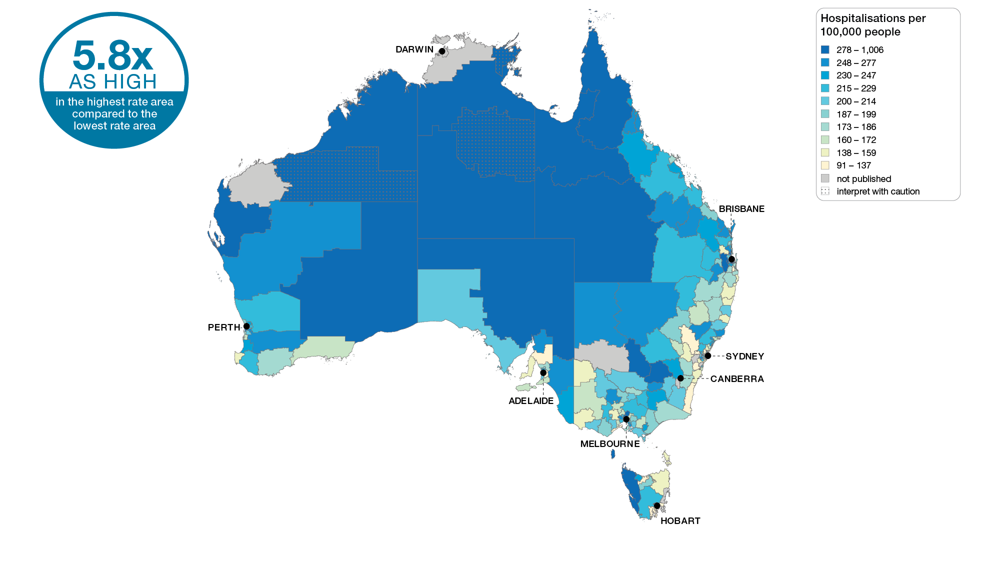 5.8x
AS HIGH
in the highest rate area
compared to the
lowest rate area
Hospitalisations per
100,000 people
278 – 1,006
248 – 277
230 – 247
215 – 229
200 – 214
187 – 199
173 – 186
160 – 172
138 – 159
91 – 137
not published
interpret with caution
DARWIN
BRISBANE
PERTH
SYDNEY
CANBERRA
ADELAIDE
MELBOURNE
HOBART